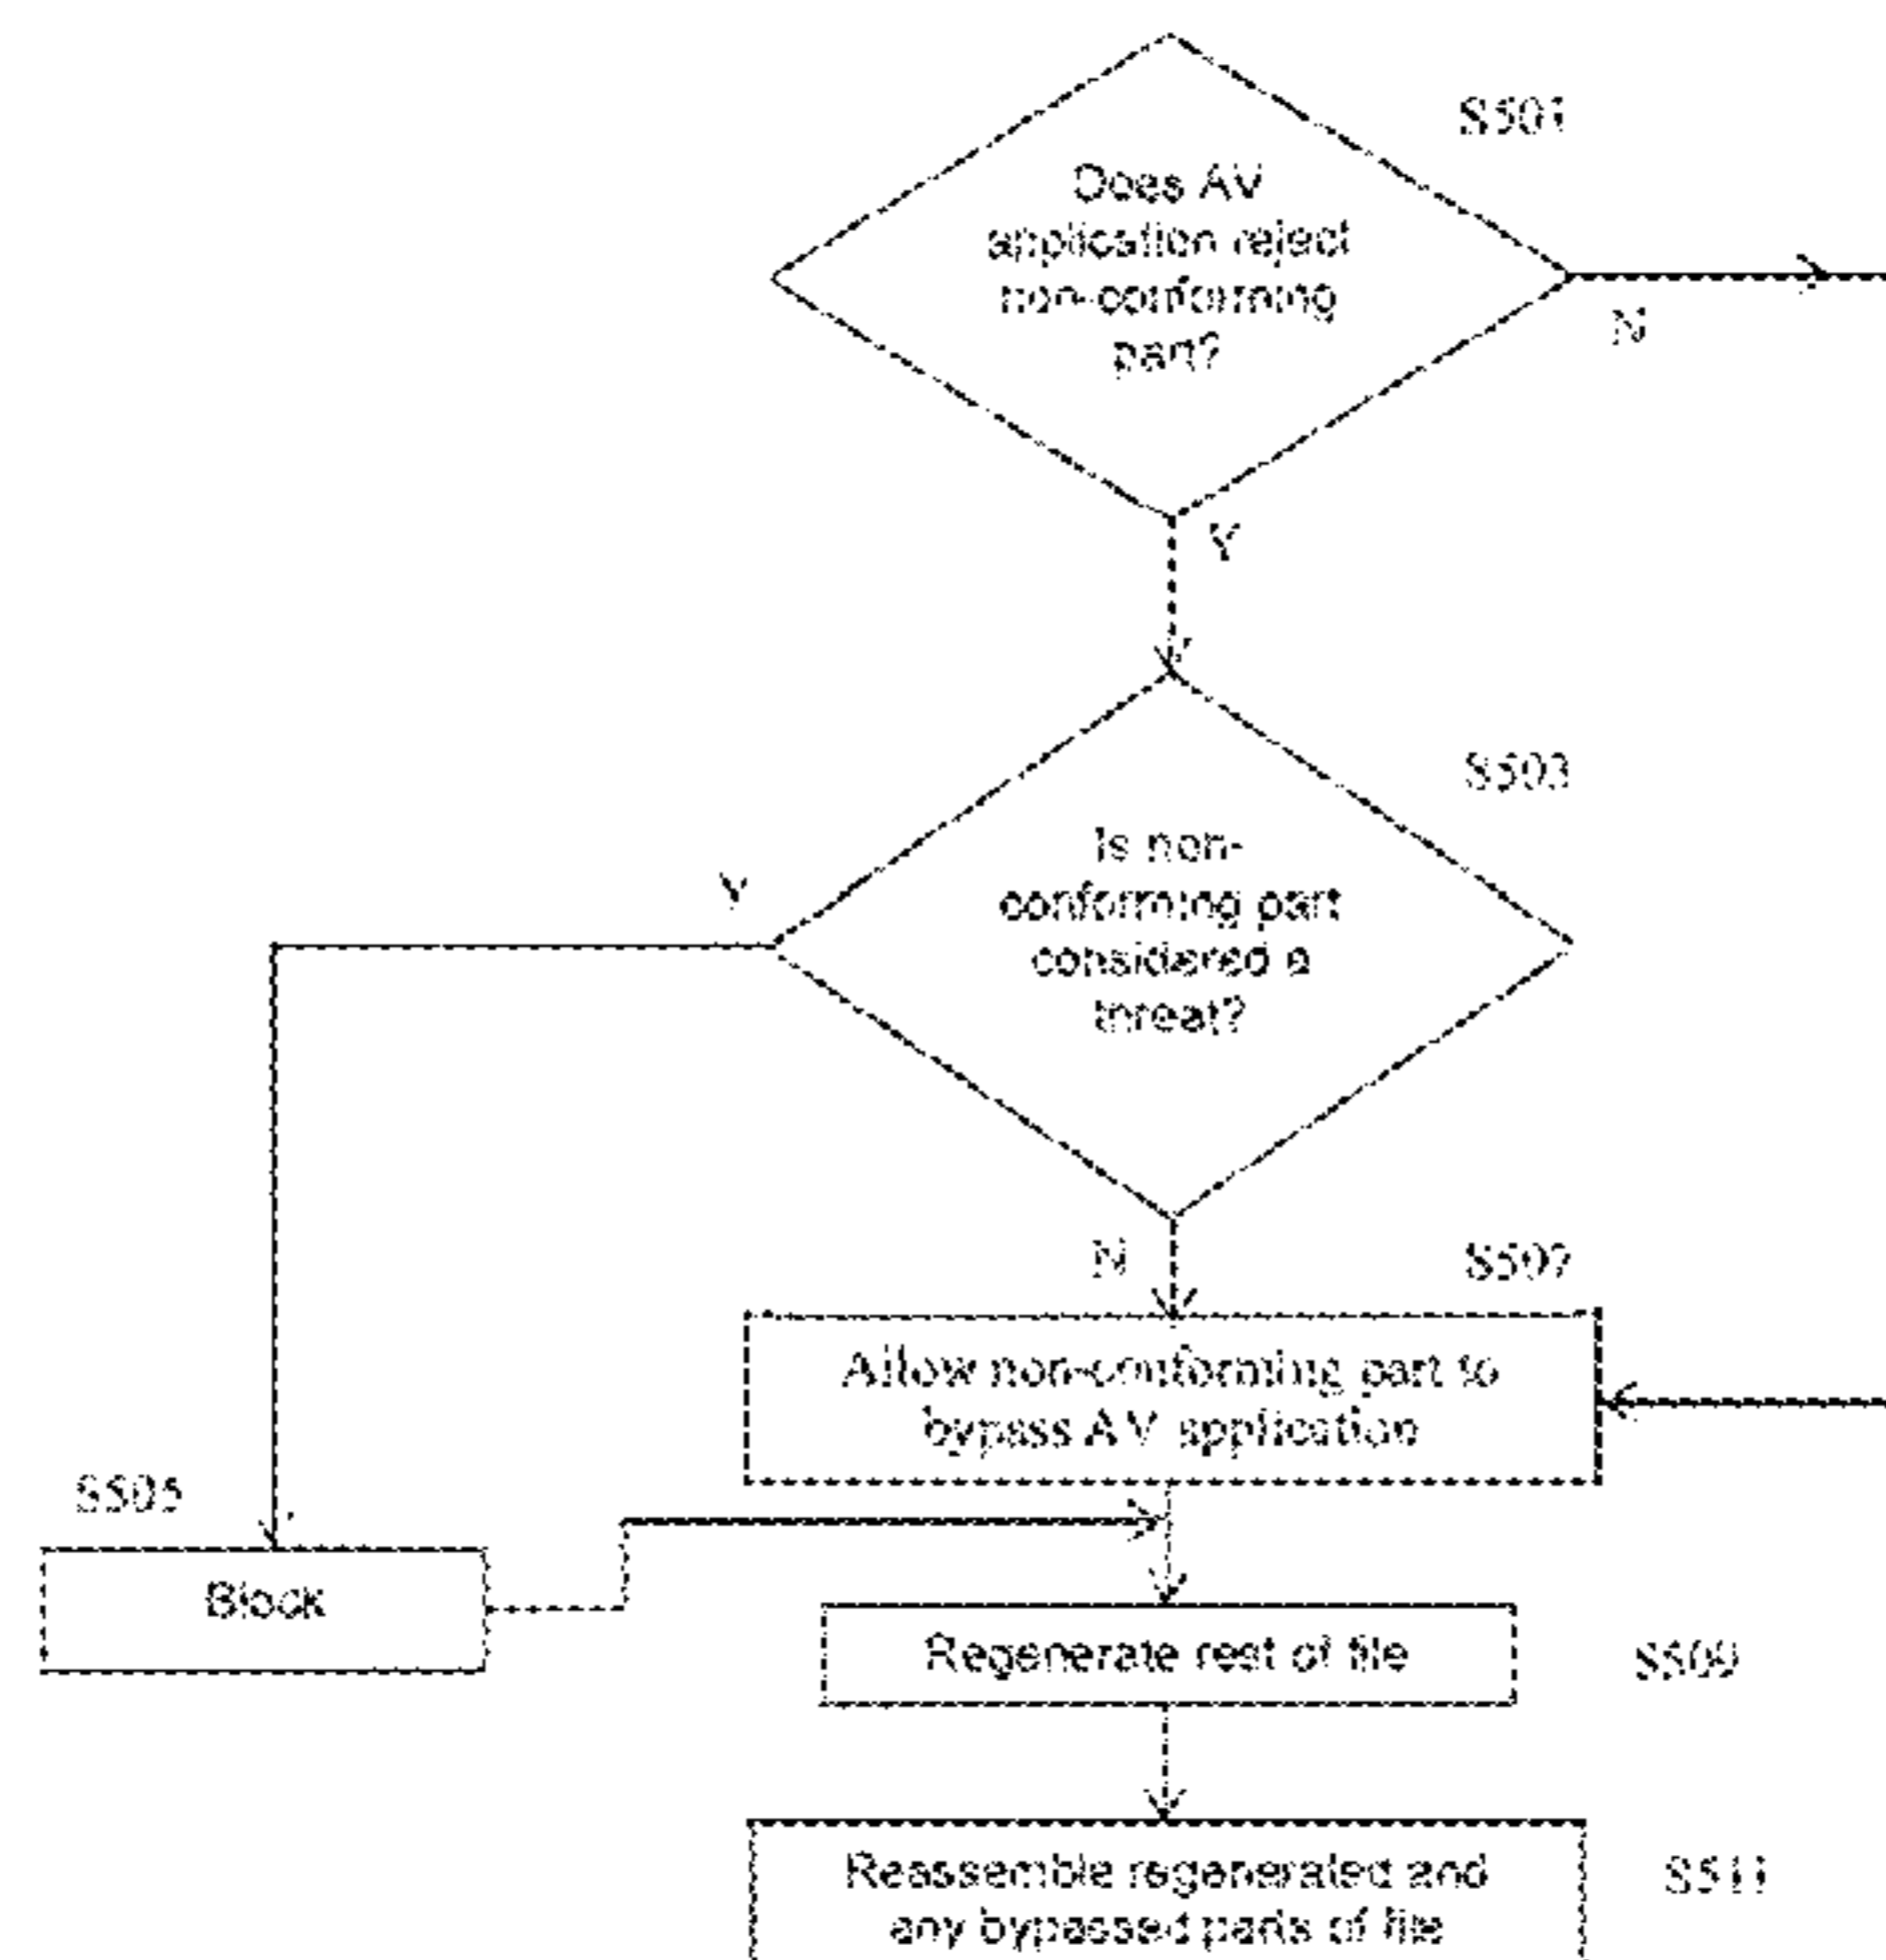 S501
Does AV
application reject
non-conforming
part?
N
Y
S503
Is non-
conforming part
considered a
threat?
Y
N
S507
Allow non-conforming part to
bypass AV application
S505
Block
Regenerate rest of file
S509
Reassemble regenerated and
any bypassed parts of file
S511